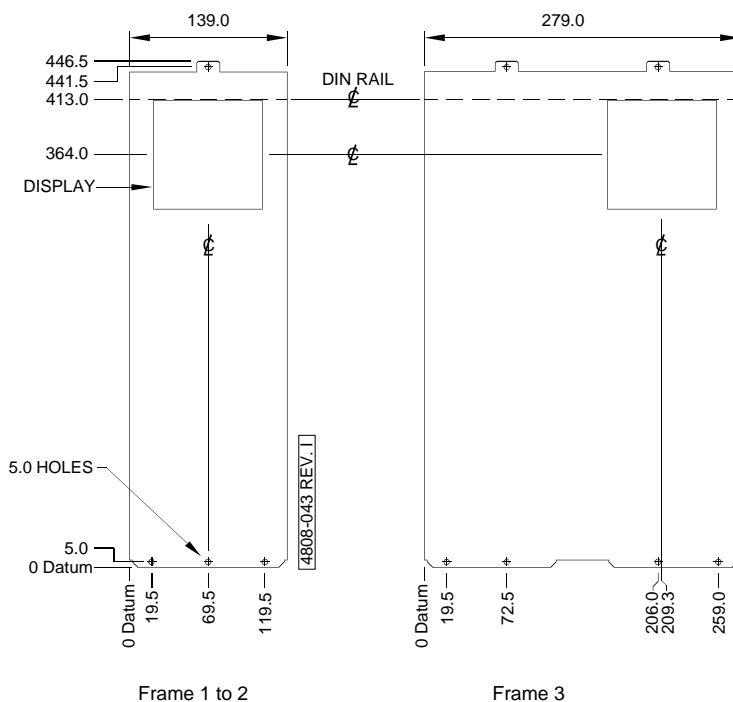 139.0
279.0
446.5
441.5
DIN RAIL
413.0
℄
364.0
℄
DISPLAY
℄
℄
5.0 HOLES
4808-043 REV. I
5.0
0 Datum
0 Datum
19.5
69.5
119.5
0 Datum
19.5
72.5
206.0
209.3
259.0
Frame 1 to 2
Frame 3